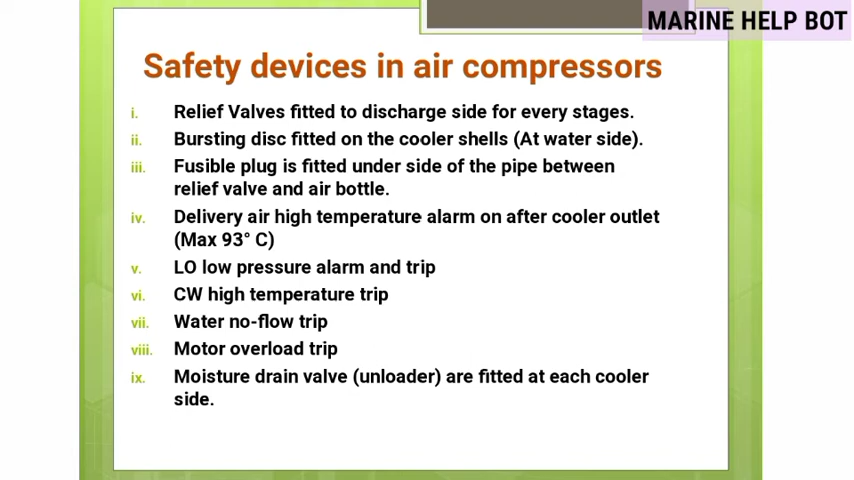 MARINE HELP BOT
Safety devices in air compressors
i. Relief Valves fitted to discharge side for every stages.
ii. Bursting disc fitted on the cooler shells (At water side).
iii. Fusible plug is fitted under side of the pipe between
relief valve and air bottle.
iv. Delivery air high temperature alarm on after cooler outlet
(Max 93° C)
v. LO low pressure alarm and trip
vi. CW high temperature trip
vii. Water no-flow trip
viii. Motor overload trip
ix. Moisture drain valve (unloader) are fitted at each cooler
side.